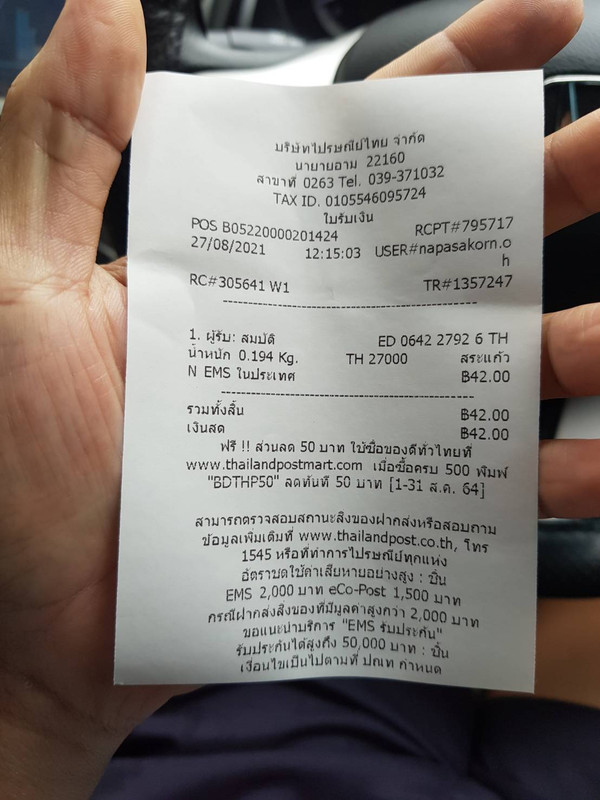 บริษัทไปรษณีย์ไทย จำกัด
นายายอาม 22160
สาขาที่ 0263 Tel. 039-371032
TAX ID. 0105546095724
ใบรับเงิน
POS B05220000201424 RCPT#795717
27/08/2021 12:15:03 USER#napasakorn.o
h
RC#305641 W1 TR#1357247
1. ผู้รับ: สมบัติ ED 0642 2792 6 TH
น้ำหนัก 0.194 Kg. TH 27000 สระแก้ว
N EMS ในประเทศ ฿42.00
รวมทั้งสิ้น ฿42.00
เงินสด ฿42.00
ฟรี !! ส่วนลด 50 บาท ใช้ซื้อของดีทั่วไทยที่
www.thailandpostmart.com เมื่อซื้อครบ 500 พิมพ์
"BDTHP50" ลดทันที 50 บาท [1-31 ส.ค. 64]
สามารถตรวจสอบสถานะสิ่งของฝากส่งหรือสอบถาม
ข้อมูลเพิ่มเติมที่ www.thailandpost.co.th, โทร
1545 หรือที่ทำการไปรษณีย์ทุกแห่ง
อัตราชดใช้ค่าเสียหายอย่างสูง : ชิ้น
EMS 2,000 บาท eCo-Post 1,500 บาท
กรณีฝากส่งสิ่งของที่มีมูลค่าสูงกว่า 2,000 บาท
ขอแนะนำบริการ "EMS รับประกัน"
รับประกันได้สูงถึง 50,000 บาท : ชิ้น
เงื่อนไขเป็นไปตามที่ ปณท กำหนด